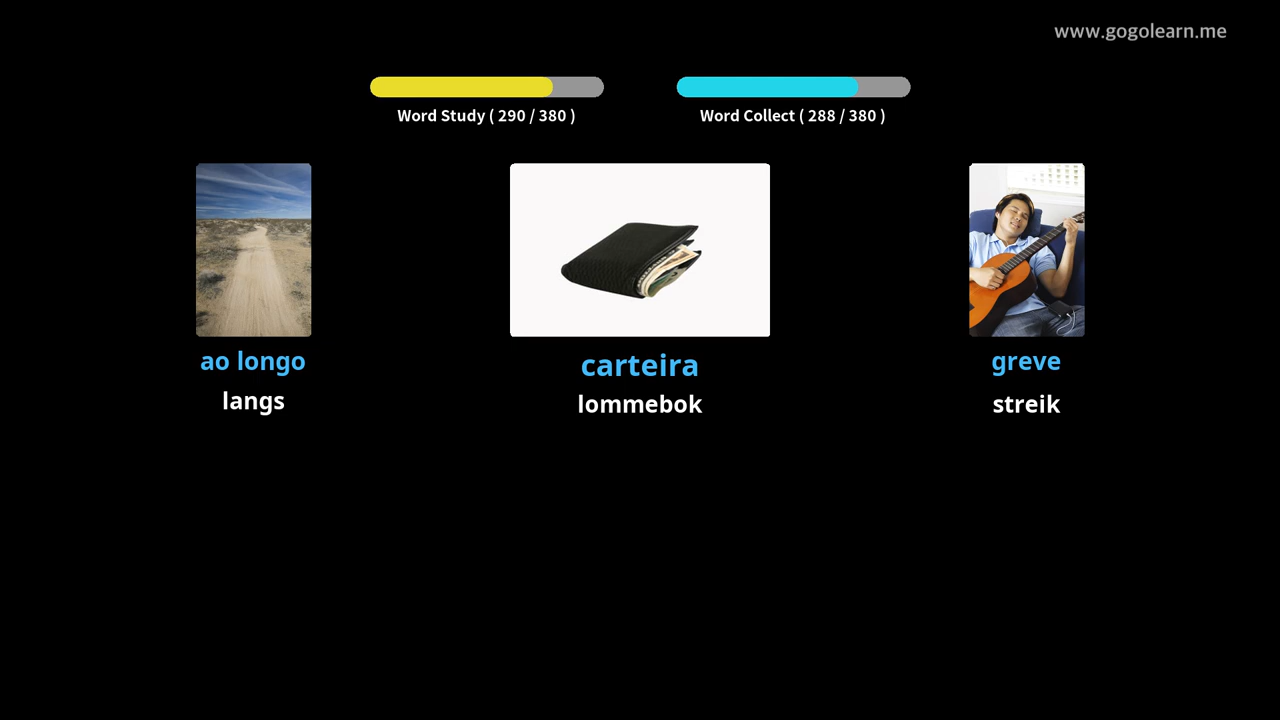 www.gogolearn.me
Word Study ( 290 / 380 )
Word Collect ( 288 / 380 )
ao longo
langs
carteira
lommebok
greve
streik